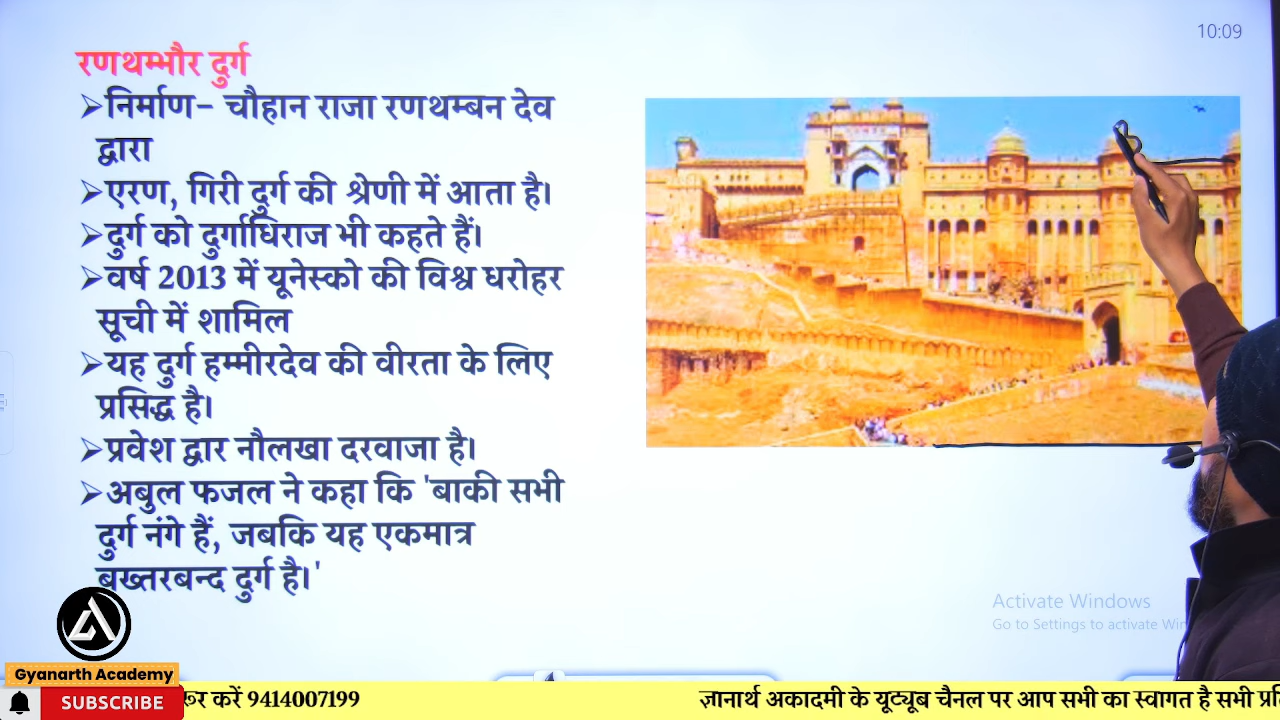 10:09
रणथम्भौर दुर्ग
➢निर्माण– चौहान राजा रणथम्बन देव
द्वारा
➢एरण, गिरी दुर्ग की श्रेणी में आता है।
➢दुर्ग को दुर्गाधिराज भी कहते हैं।
➢वर्ष 2013 में यूनेस्को की विश्व धरोहर
सूची में शामिल
➢यह दुर्ग हम्मीरदेव की वीरता के लिए
प्रसिद्ध है।
➢प्रवेश द्वार नौलखा दरवाजा है।
➢अबुल फजल ने कहा कि 'बाकी सभी
दुर्ग नंगे हैं, जबकि यह एकमात्र
बख्तरबन्द दुर्ग है।'
Activate Windows
Go to Settings to activate
Gyanarth Academy
SUBSCRIBE
करें 9414007199
ज्ञानार्थ अकादमी के यूट्यूब चैनल पर आप सभी का स्वागत है सभी